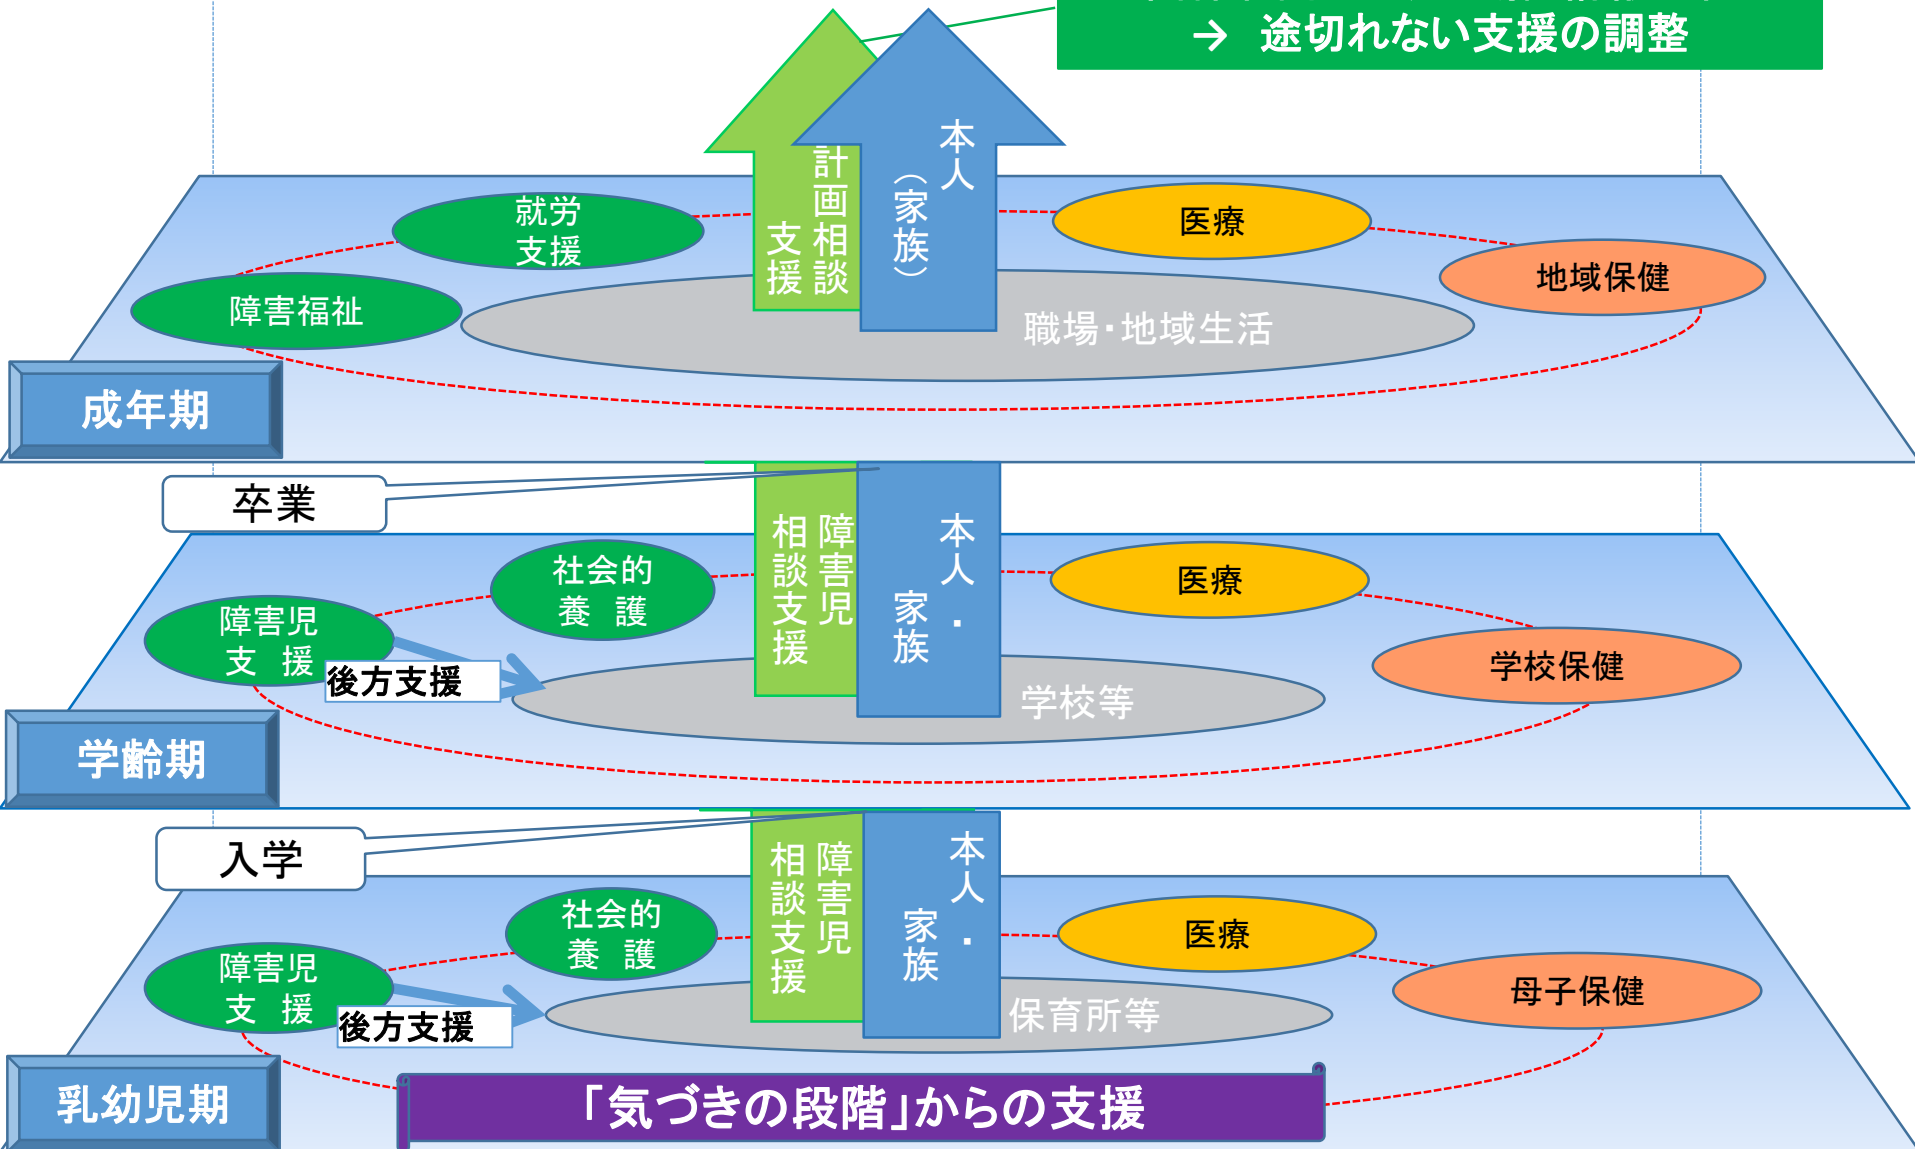 → 途切れない支援の調整
本人
（家族）
計画相談
支援
就労
支援
医療
地域保健
障害福祉
職場・地域生活
成年期
卒業
本人・
家族
障害児
相談支援
社会的
養 護
医療
障害児
支 援
後方支援
学校保健
学校等
学齢期
入学
本人・
家族
障害児
相談支援
社会的
養 護
医療
障害児
支 援
後方支援
母子保健
保育所等
乳幼児期
「気づきの段階」からの支援